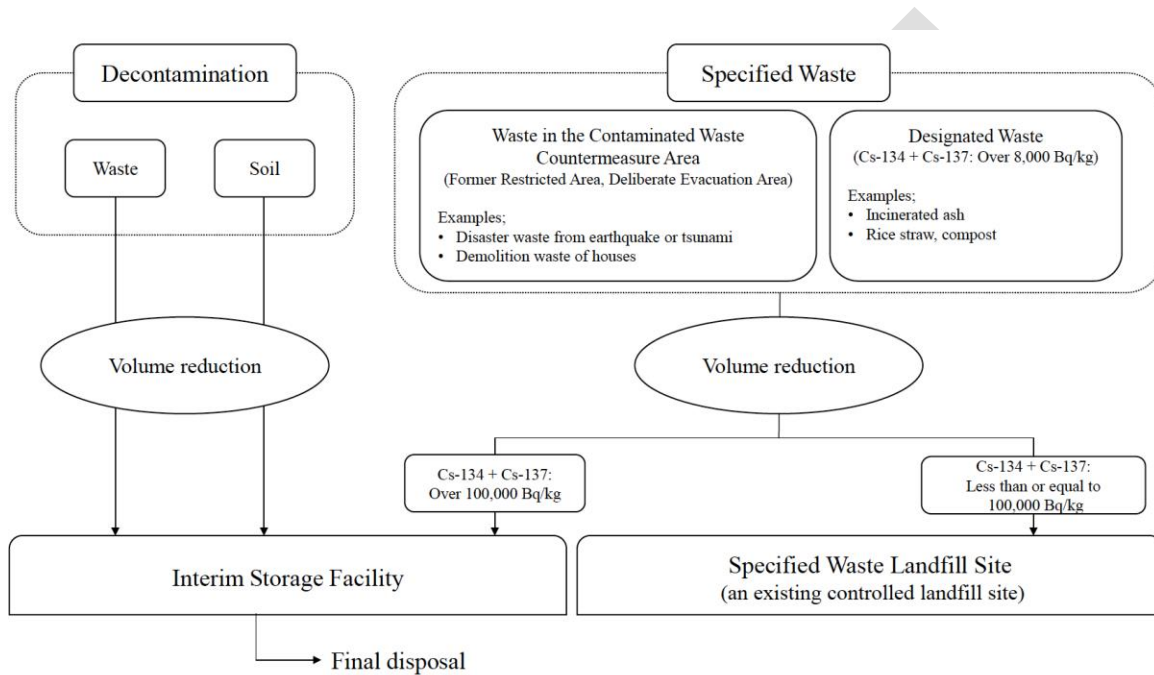 Decontamination
Waste
Soil
Volume reduction
Specified Waste
Waste in the Contaminated Waste
Countermeasure Area
(Former Restricted Area, Deliberate Evacuation Area)
Examples;
• Disaster waste from earthquake or tsunami
• Demolition waste of houses
Designated Waste
(Cs-134 + Cs-137: Over 8,000 Bq/kg)
Examples;
• Incinerated ash
• Rice straw, compost
Volume reduction
Cs-134 + Cs-137:
Over 100,000 Bq/kg
Cs-134 + Cs-137:
Less than or equal to
100,000 Bq/kg
Interim Storage Facility
Specified Waste Landfill Site
(an existing controlled landfill site)
Final disposal